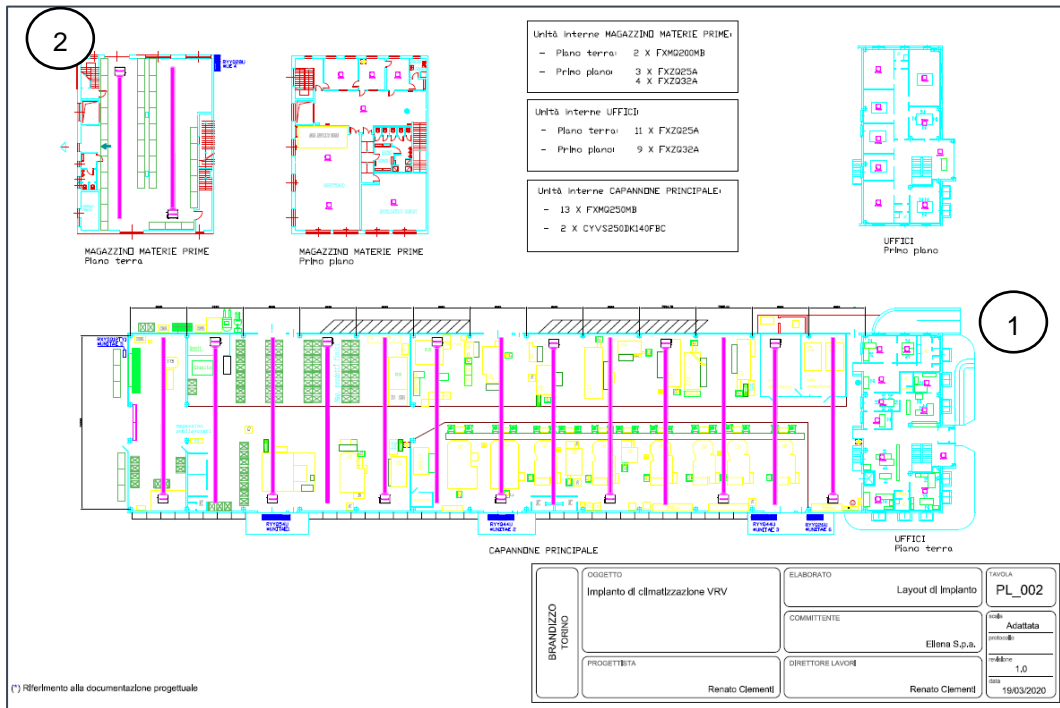 2
Unità interne MAGAZZINO MATERIE PRIME:
- Piano terra: 2 X FXMQ200MB
- Primo piano: 3 X FXZQ25A
4 X FXZQ32A
Unità interne UFFICI:
- Piano terra: 11 X FXZQ25A
- Primo piano: 9 X FXZQ32A
Unità interne CAPANNONE PRINCIPALE:
- 13 X FXMQ250MB
- 2 X CYVS250DK140FBC
MAGAZZINO MATERIE PRIME
Piano terra
MAGAZZINO MATERIE PRIME
Primo piano
UFFICI
Primo piano
1
CAPANNONE PRINCIPALE
UFFICI
Piano terra
BRANDIZZO
TORINO
OGGETTO
Impianto di climatizzazione VRV
ELABORATO
Layout di Impianto
TAVOLA
PL_002
COMMITTENTE
Ellena S.p.a.
scala
Adattata
protocollo
revisione
1,0
data
19/03/2020
PROGETTISTA
Renato Clementi
DIRETTORE LAVORI
Renato Clementi
(*) Riferimento alla documentazione progettuale